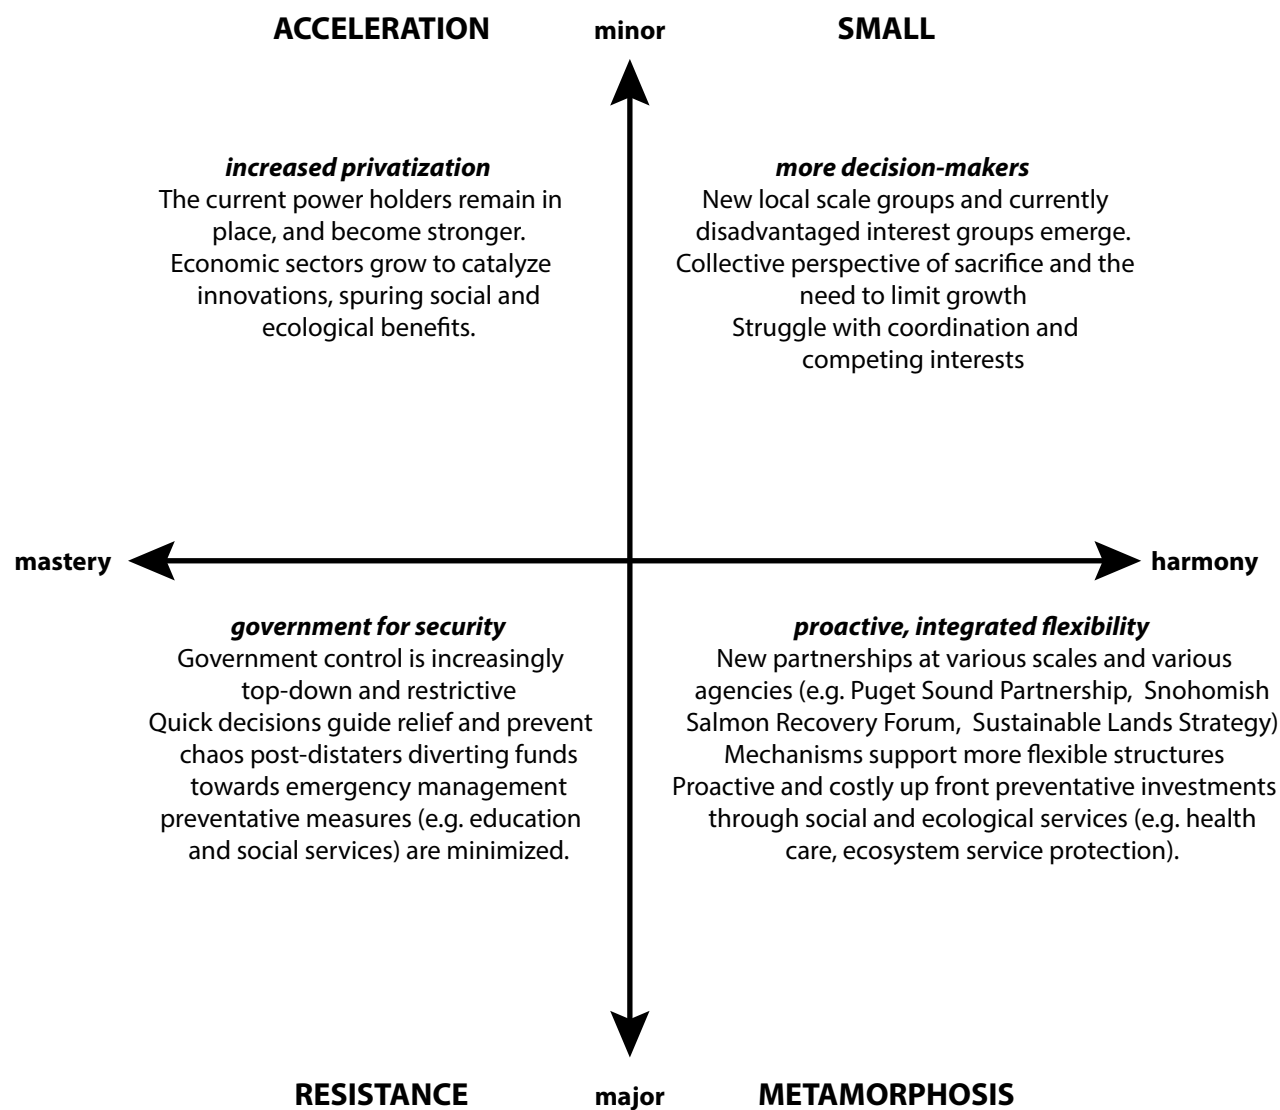 ACCELERATION
minor
SMALL
increased privatization
The current power holders remain in
place, and become stronger.
Economic sectors grow to catalyze
innovations, spuring social and
ecological benefits.
more decision-makers
New local scale groups and currently
disadvantaged interest groups emerge.
Collective perspective of sacrifice and the
need to limit growth
Struggle with coordination and
competing interests
mastery
harmony
government for security
Government control is increasingly
top-down and restrictive
Quick decisions guide relief and prevent
chaos post-distaters diverting funds
towards emergency management
preventative measures (e.g. education
and social services) are minimized.
proactive, integrated flexibility
New partnerships at various scales and various
agencies (e.g. Puget Sound Partnership, Snohomish
Salmon Recovery Forum, Sustainable Lands Strategy)
Mechanisms support more flexible structures
Proactive and costly up front preventative investments
through social and ecological services (e.g. health
care, ecosystem service protection).
RESISTANCE
major
METAMORPHOSIS